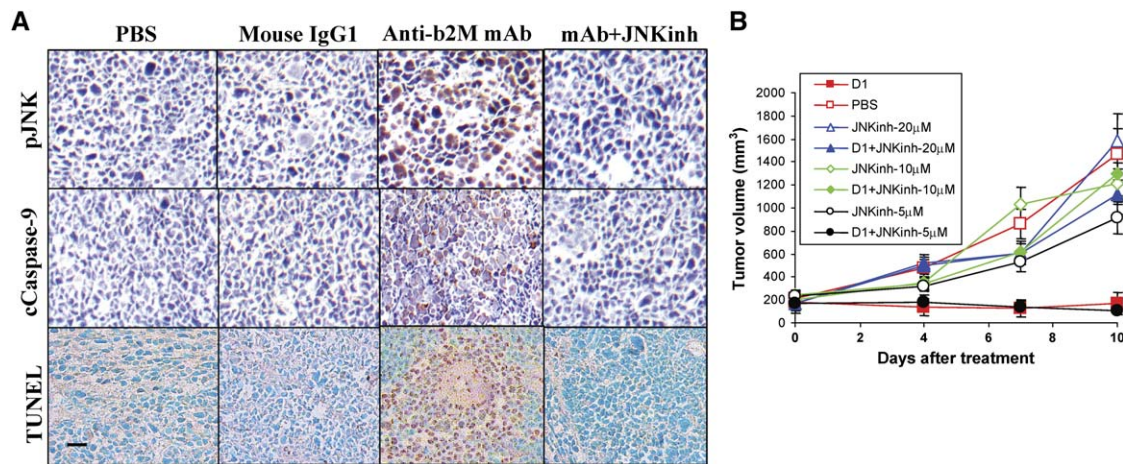 A
PBS
Mouse IgG1
Anti-b2M mAb
mAb+JNKinh
pJNK
cCaspase-9
TUNEL
B
D1
PBS
JNKinh-20μM
D1+JNKinh-20μM
JNKinh-10μM
D1+JNKinh-10μM
JNKinh-5μM
D1+JNKinh-5μM
2000
1800
1600
1400
1200
1000
800
600
400
200
0
Tumor volume (mm³)
0
2
4
6
8
10
Days after treatment